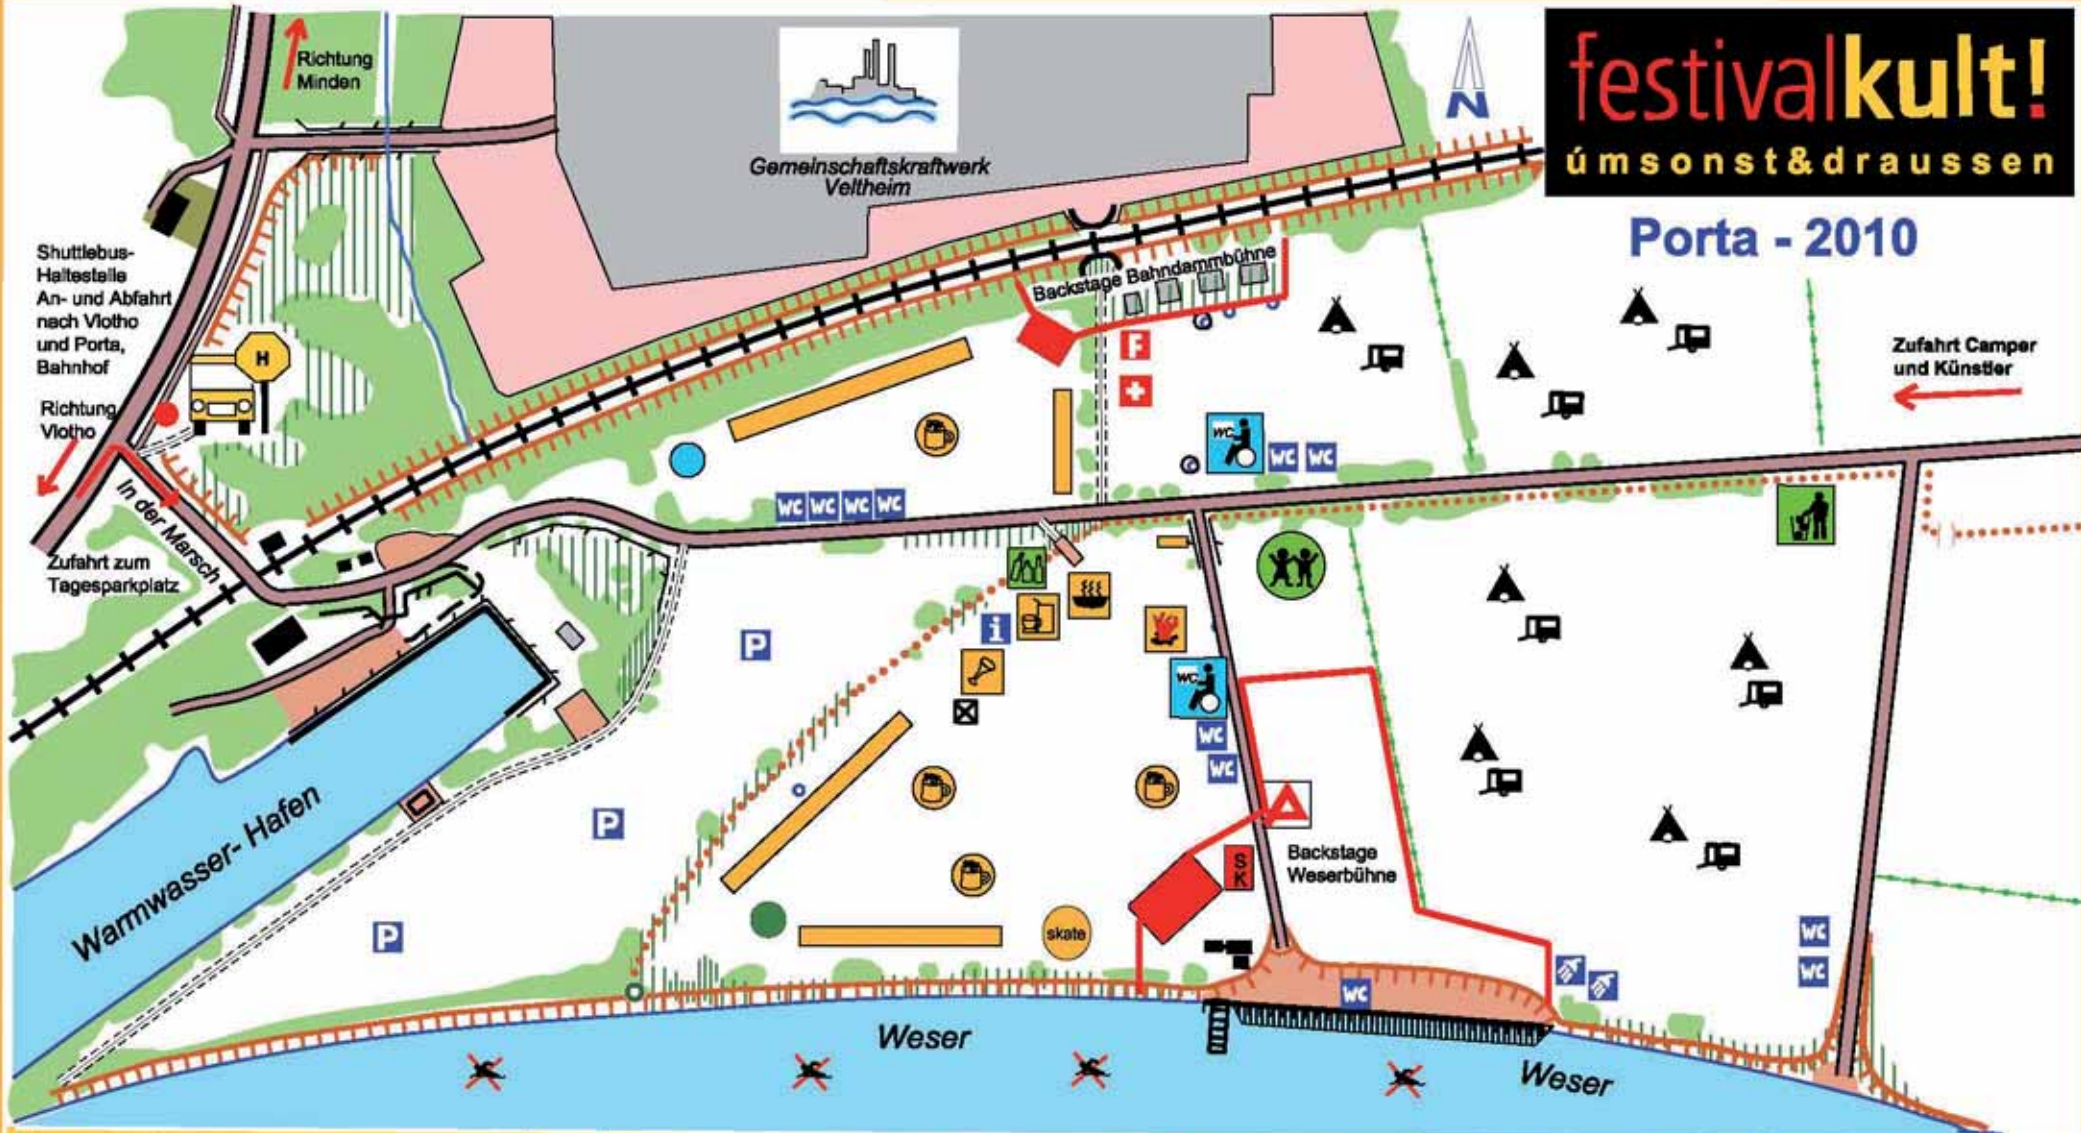 festivalkult!
úmsonst&draussen
Porta - 2010
N
Richtung
Minden
Gemeinschaftskraftwerk
Veltheim
Shuttlebus-
Haltestelle
An- und Abfahrt
nach Vlotho
und Porta,
Bahnhof
H
Richtung
Vlotho
In der Marsch
Zufahrt zum
Tagesparkplatz
Backstage Bahndammbühne
F
Zufahrt Camper
und Künstler
WC
WC WC
WC WC WC WC
i
P
WC
WC
WC
P
S
K
Backstage
Weserbühne
Warmwasser-Hafen
P
skate
WC
WC
WC
Weser
Weser